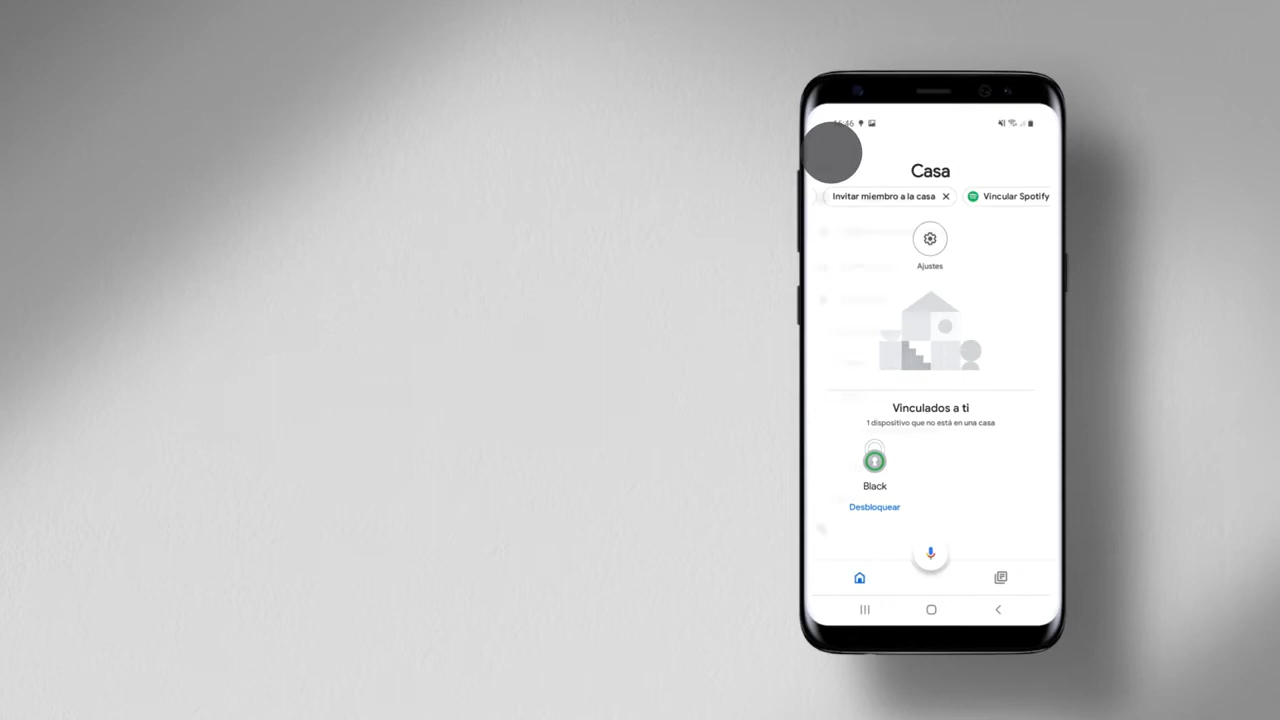 Casa
Invitar miembro a la casa
Vincular Spotify
Ajustes
Vinculados a ti
1 dispositivo que no está en una casa
Black
Desbloquear